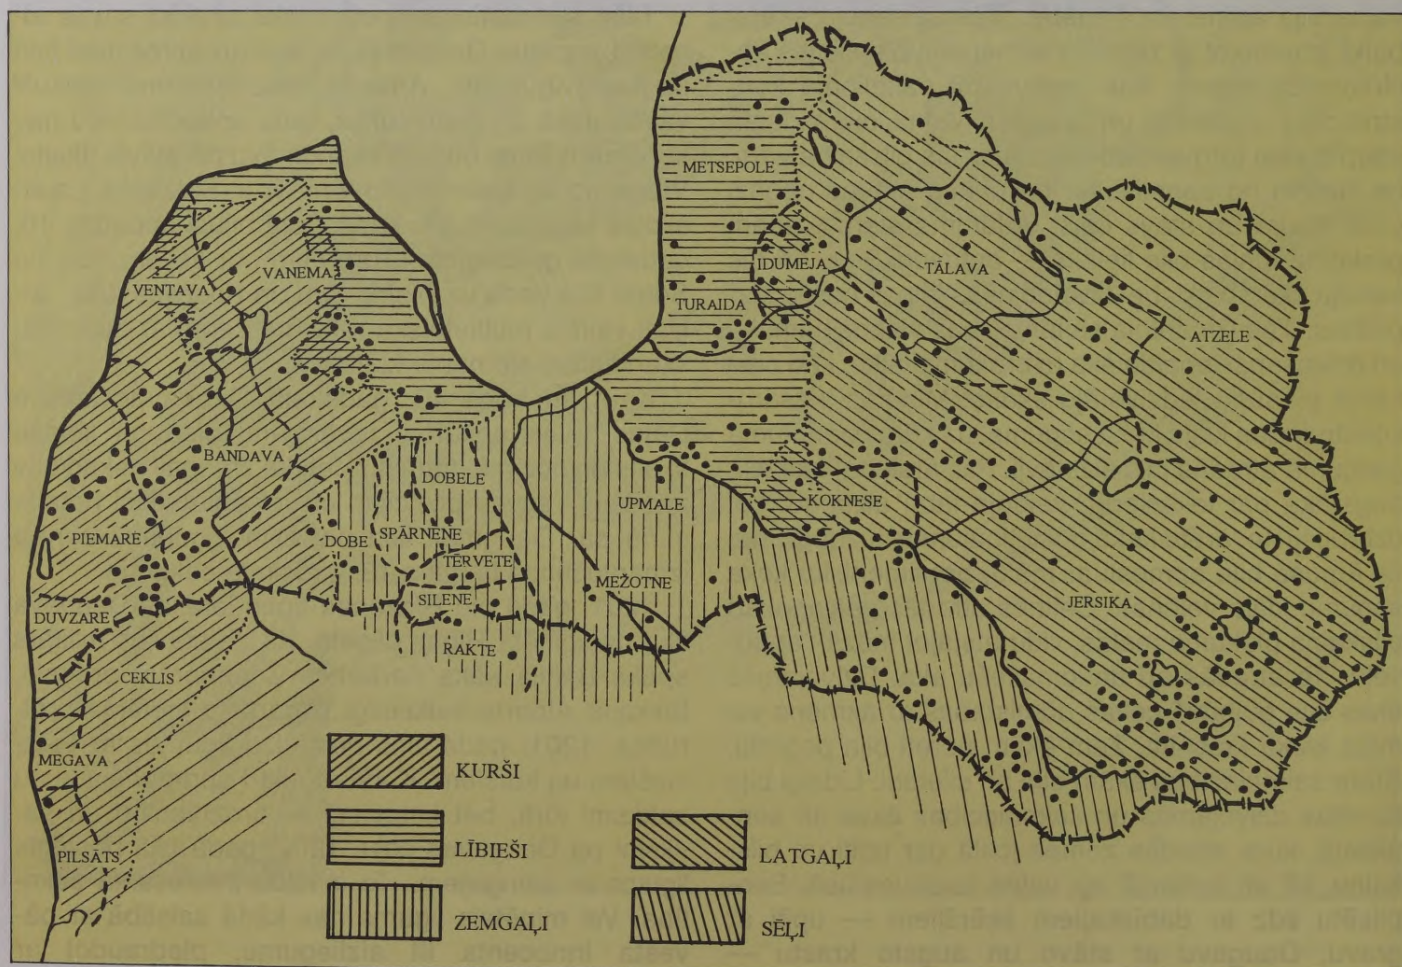 METSEPOLE
VANEMA
IDUMEJA
TĀLAVA
VENTAVA
TURAIDA
ATZELE
BANDAVA
DOBELE
UPMALE
KOKNESE
PIEMARE
DOBE
SPĀRNENE
TĒRVETE
MEŽOTNE
SILENE
JERSIKA
DUVZARE
RAKTE
CEKLIS
MEGAVA
PILSĀTS
KURŠI
LĪBIEŠI
ZEMGAĻI
LATGAĻI
SĒĻI